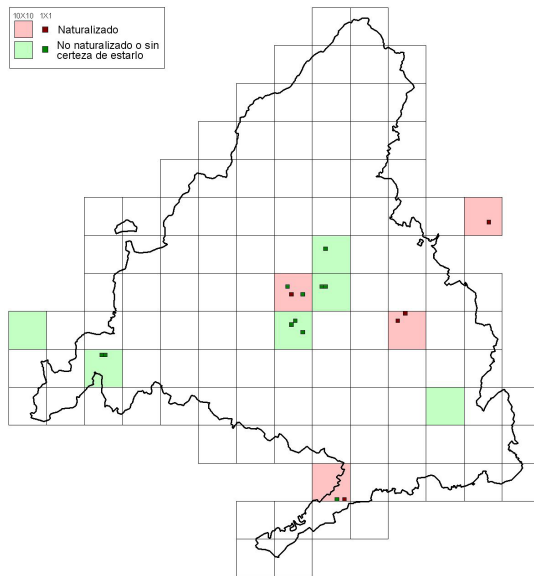 10X10 1X1
Naturalizado
No naturalizado o sin
certeza de estarlo